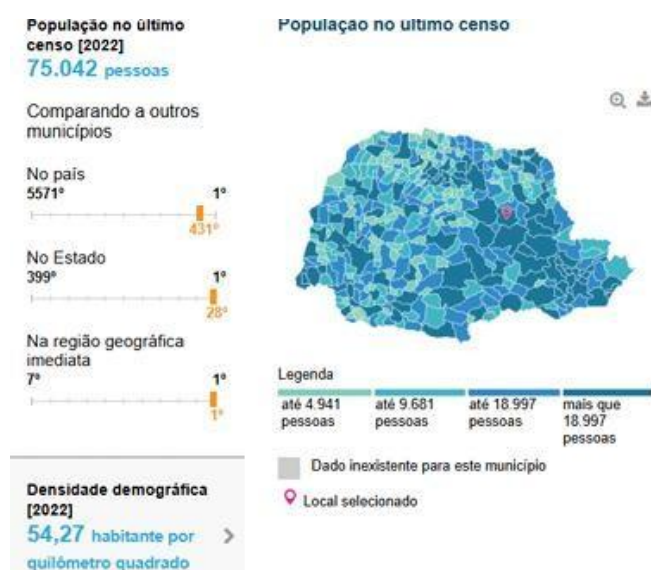 População no último
censo [2022]
75.042 pessoas
Comparando a outros
municípios
No país
5571º 1º
431º
No Estado
399º 1º
28º
Na região geográfica
imediata
7º 1º
1º
Densidade demográfica
[2022]
54,27 habitante por
quilômetro quadrado
População no último censo
Legenda
até 4.941 até 9.681 até 18.997 mais que
pessoas pessoas pessoas 18.997
pessoas
Dado inexistente para este município
Local selecionado